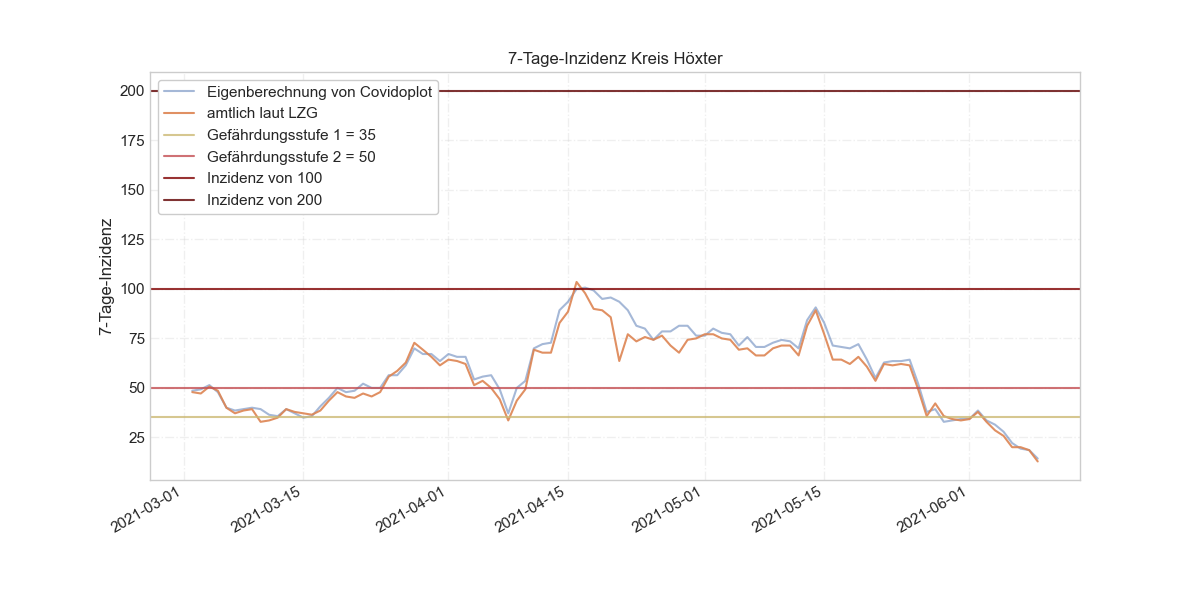 7-Tage-Inzidenz Kreis Höxter
Eigenberechnung von Covidoplot
amtlich laut LZG
Gefährdungsstufe 1 = 35
Gefährdungsstufe 2 = 50
Inzidenz von 100
Inzidenz von 200
7-Tage-Inzidenz
200
175
150
125
100
75
50
25
2021-03-01
2021-03-15
2021-04-01
2021-04-15
2021-05-01
2021-05-15
2021-06-01